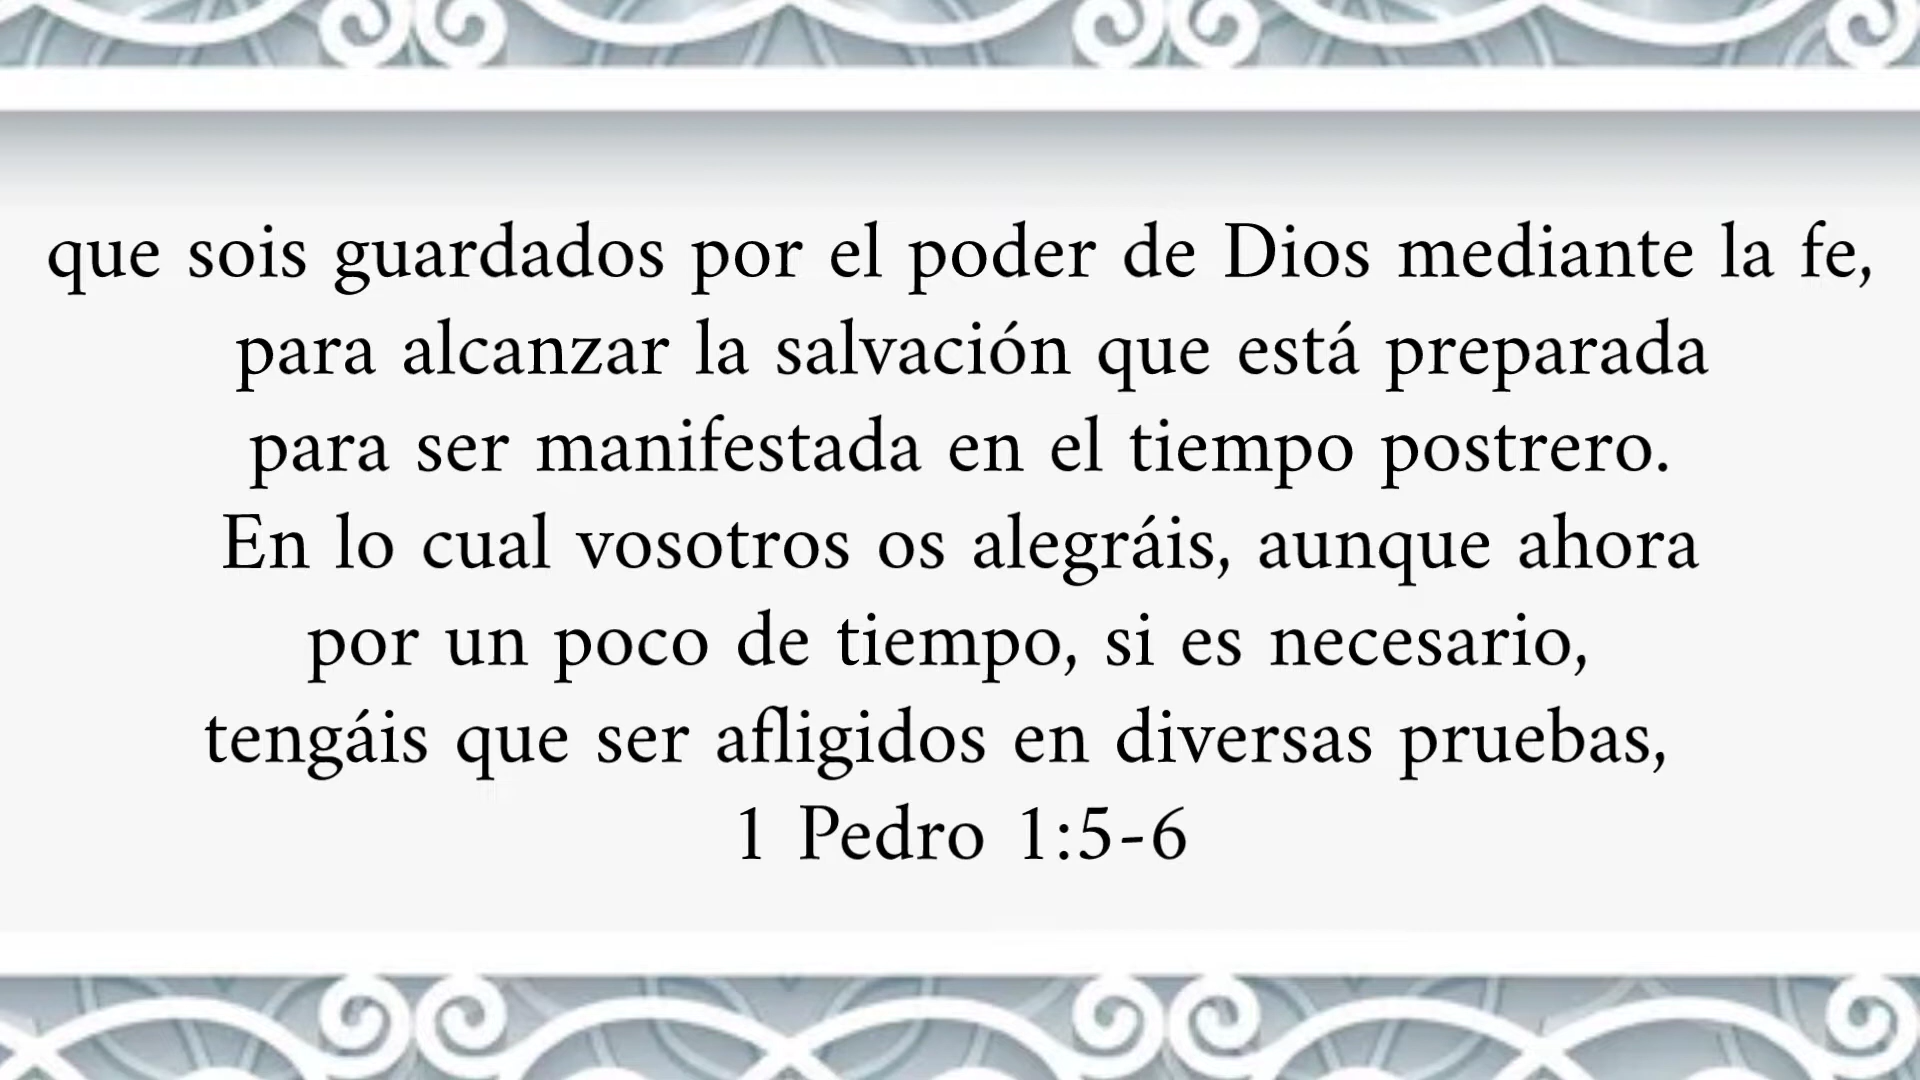 que sois guardados por el poder de Dios mediante la fe,
para alcanzar la salvación que está preparada
para ser manifestada en el tiempo postrero.
En lo cual vosotros os alegráis, aunque ahora
por un poco de tiempo, si es necesario,
tengáis que ser afligidos en diversas pruebas,
1 Pedro 1:5-6